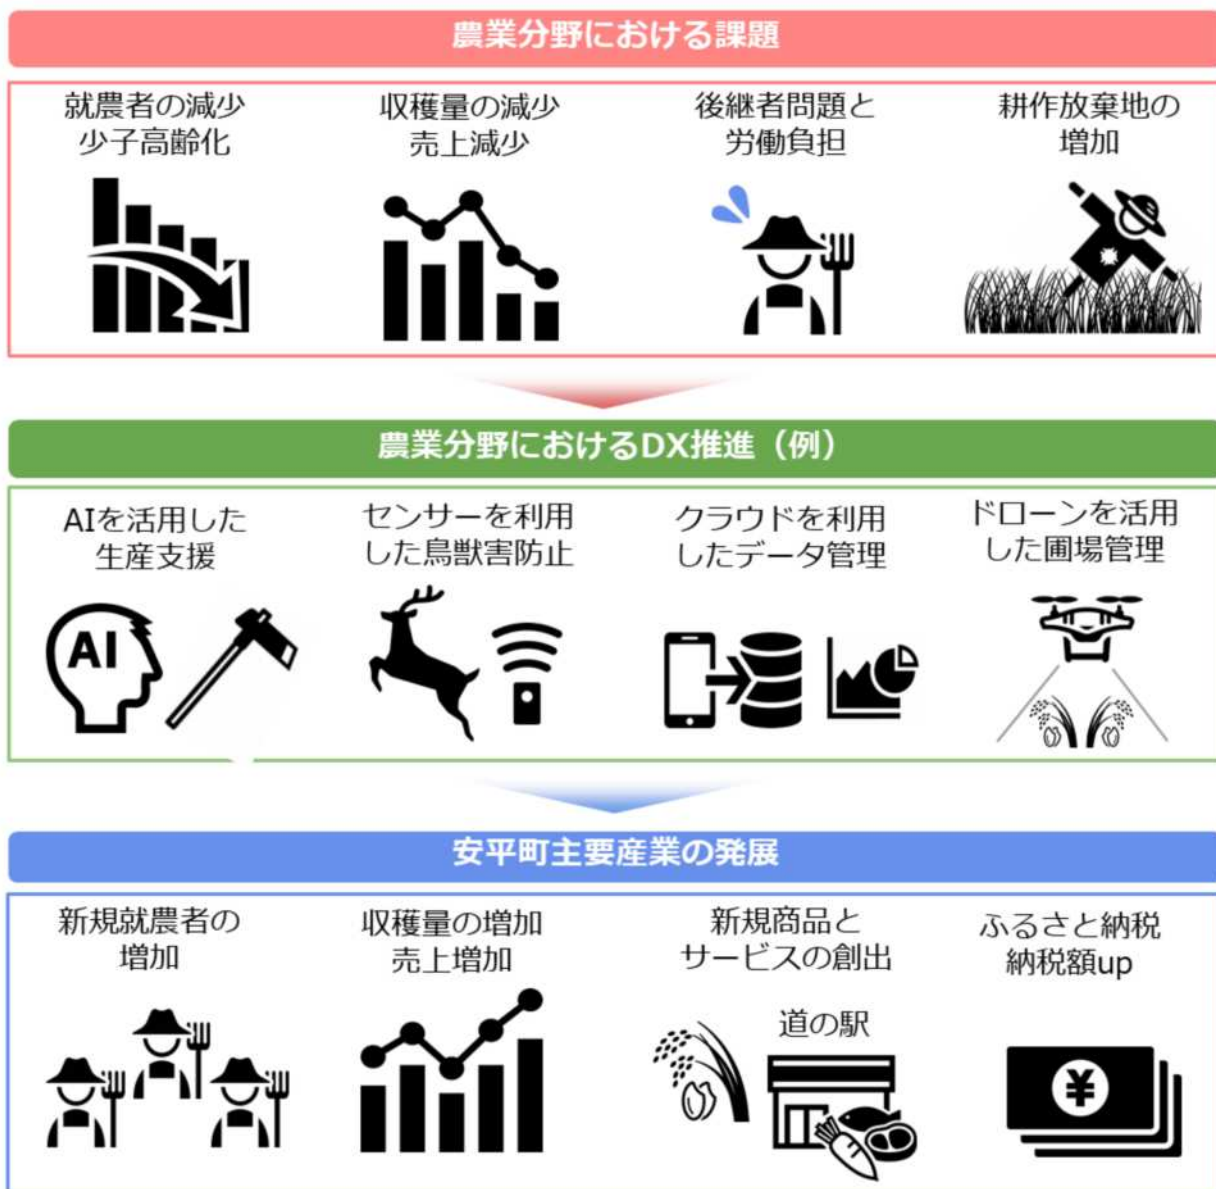 農業分野における課題
就農者の減少
少子高齢化
収穫量の減少
売上減少
後継者問題と
労働負担
耕作放棄地の
増加
農業分野におけるDX推進（例）
AIを活用した
生産支援
センサーを利用
した鳥獣害防止
クラウドを利用
したデータ管理
ドローンを活用
した圃場管理
AI
安平町主要産業の発展
新規就農者の
増加
収穫量の増加
売上増加
新規商品と
サービスの創出
道の駅
ふるさと納税
納税額up
¥